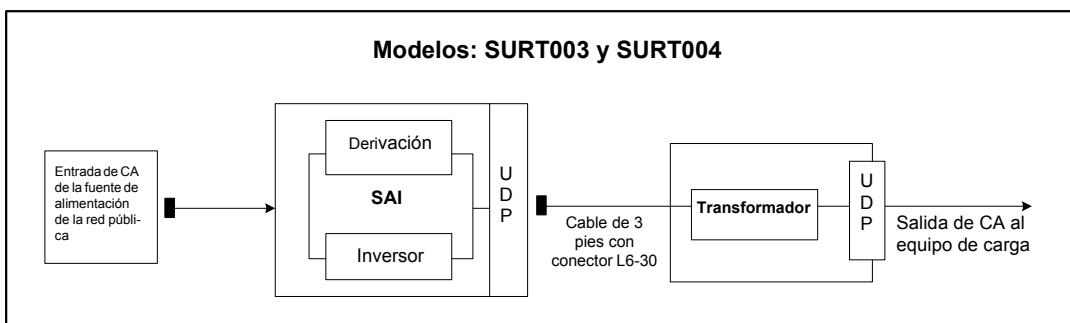 Modelos: SURT003 y SURT004
Entrada de CA
de la fuente de
alimentación
de la red públi-
ca
Derivación
SAI
Inversor
U
D
P
Cable de 3
pies con
conector L6-30
Transformador
U
D
P
Salida de CA al
equipo de carga